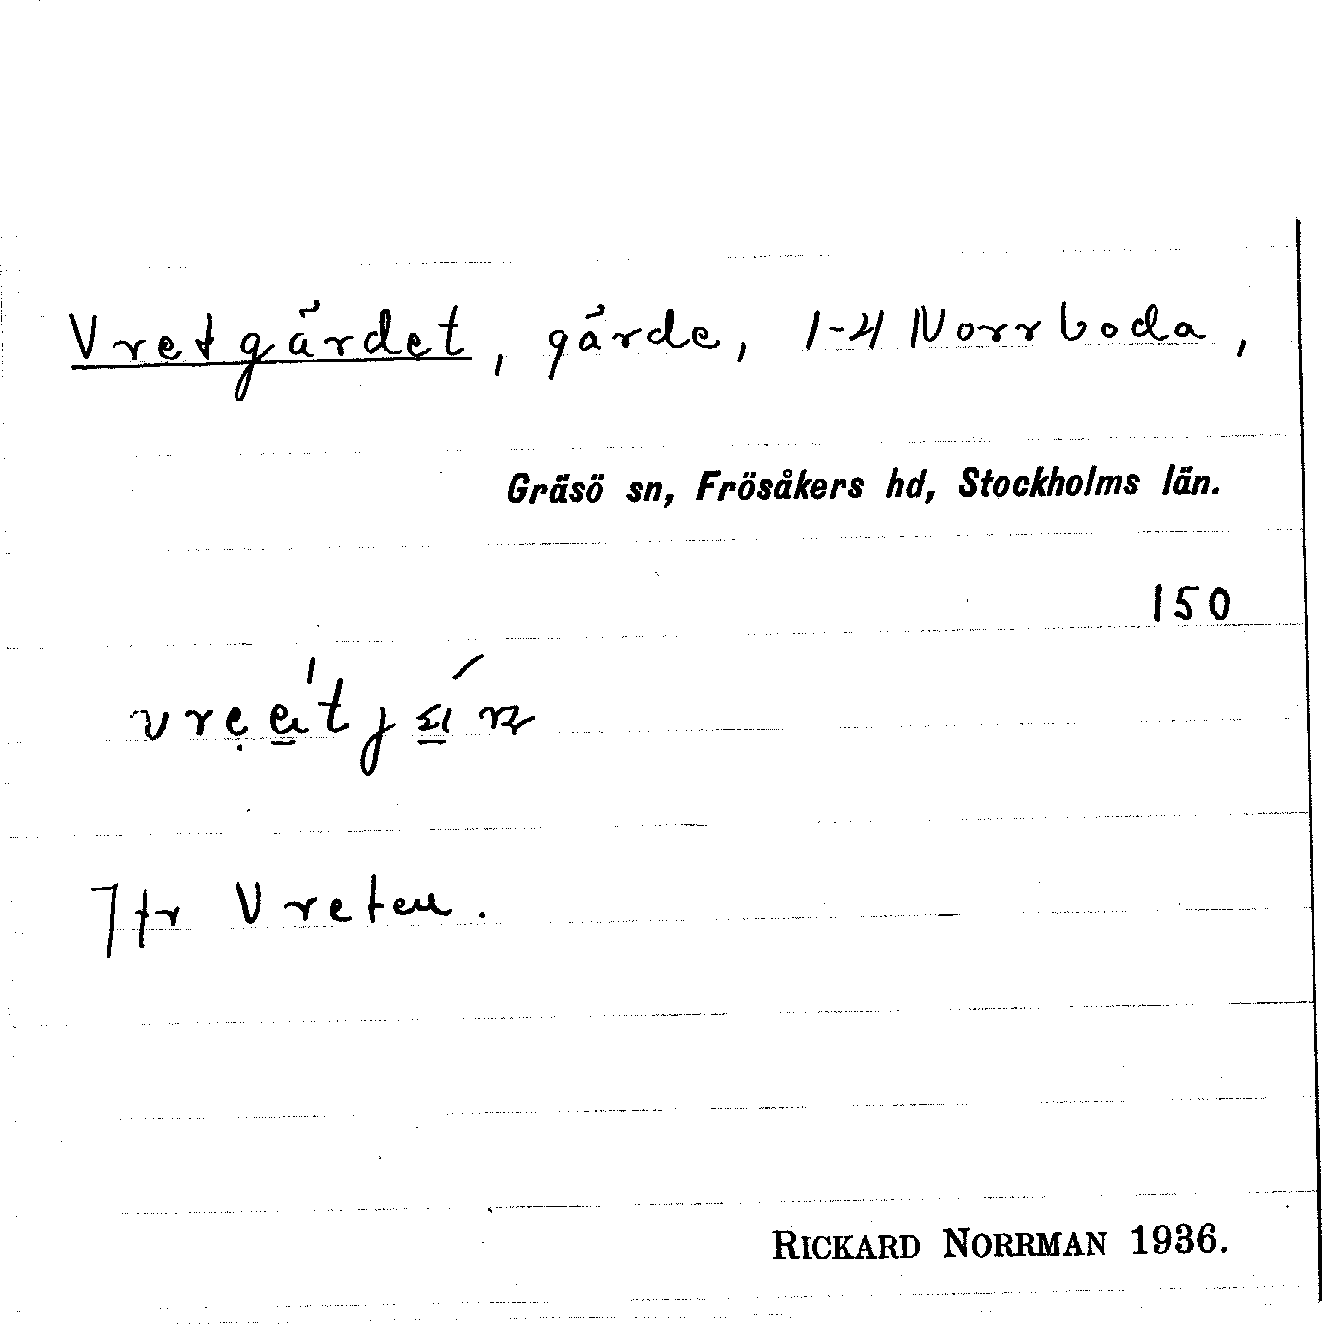 Vretgärdet, gärde, 1-4 Norrboda,
Gräsö sn, Frösåkers hd, Stockholms län.
150
Jfr Vreten.
RICKARD NORRMAN 1936.